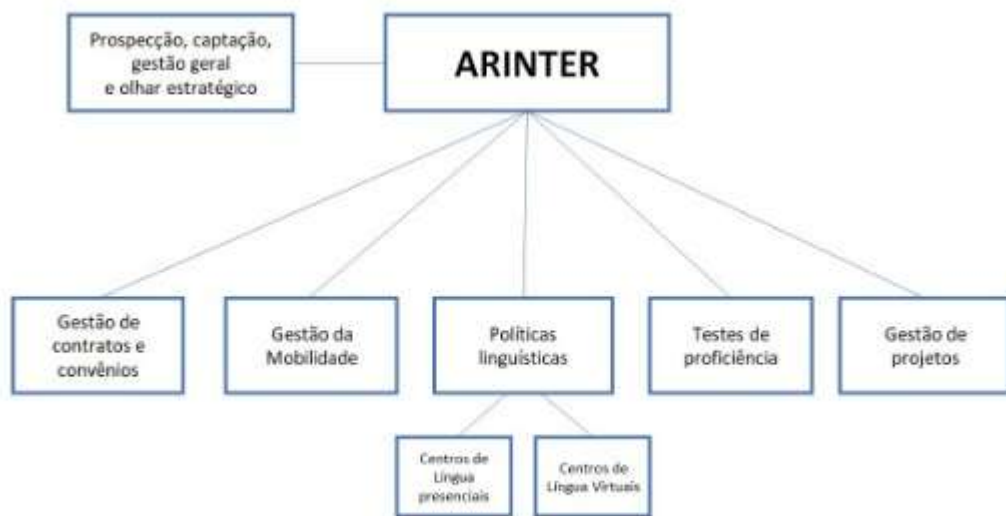 Prospecção, captação,
gestão geral
e olhar estratégico
ARINTER
Gestão de
contratos e
convênios
Gestão da
Mobilidade
Políticas
linguísticas
Testes de
proficiência
Gestão de
projetos
Centros de
Língua
presenciais
Centros de
Língua Virtuais